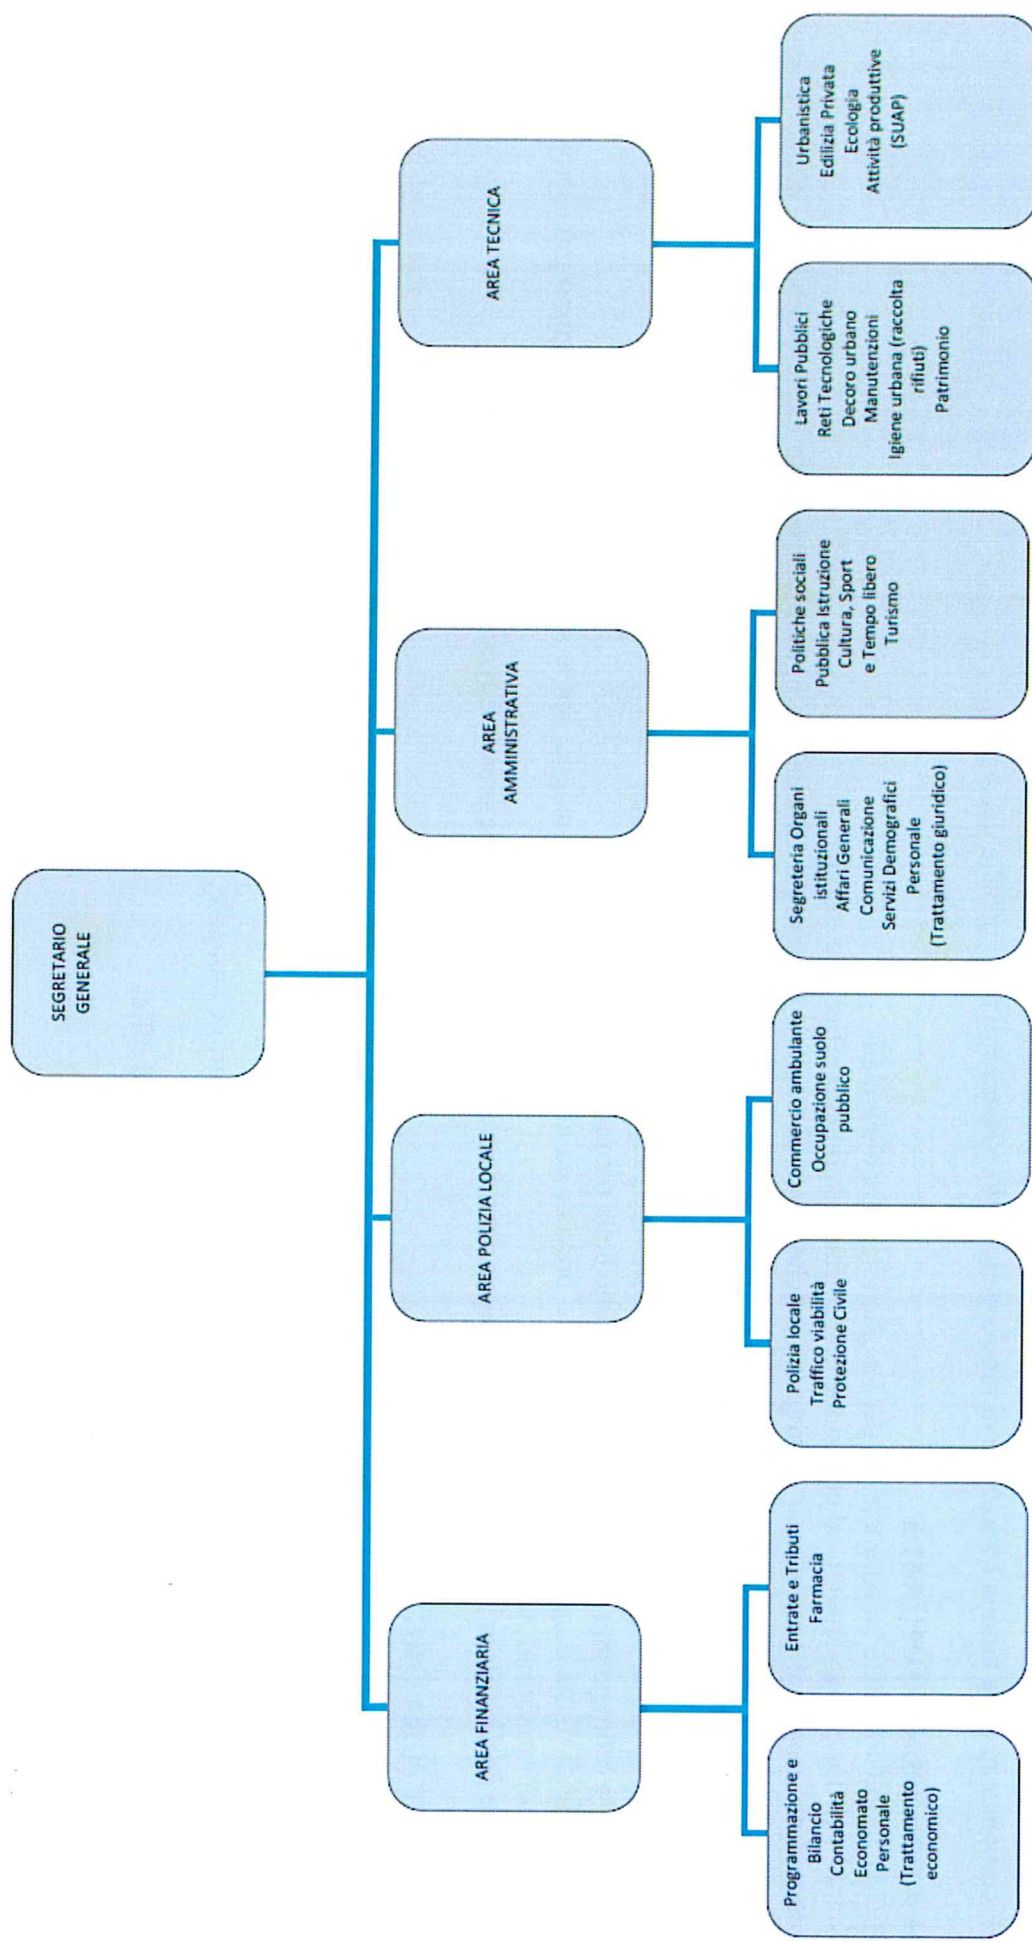 SEGRETARIO
GENERALE
AREA FINANZIARIA
AREA POLIZIA LOCALE
AREA
AMMINISTRATIVA
AREA TECNICA
Programmazione e
Bilancio
Contabilità
Economato
Personale
(Trattamento
economico)
Entrate e Tributi
Farmacia
Polizia locale
Traffico viabilità
Protezione Civile
Commercio ambulante
Occupazione suolo
pubblico
Segreteria Organi
istituzionali
Affari Generali
Comunicazione
Servizi Demografici
Personale
(Trattamento giuridico)
Politiche sociali
Pubblica Istruzione
Cultura, Sport
e Tempo libero
Turismo
Lavori Pubblici
Reti Tecnologiche
Decoro urbano
Manutenzioni
Igiene urbana (raccolta
rifiuti)
Patrimonio
Urbanistica
Edilizia Privata
Ecologia
Attività produttive
(SUAP)